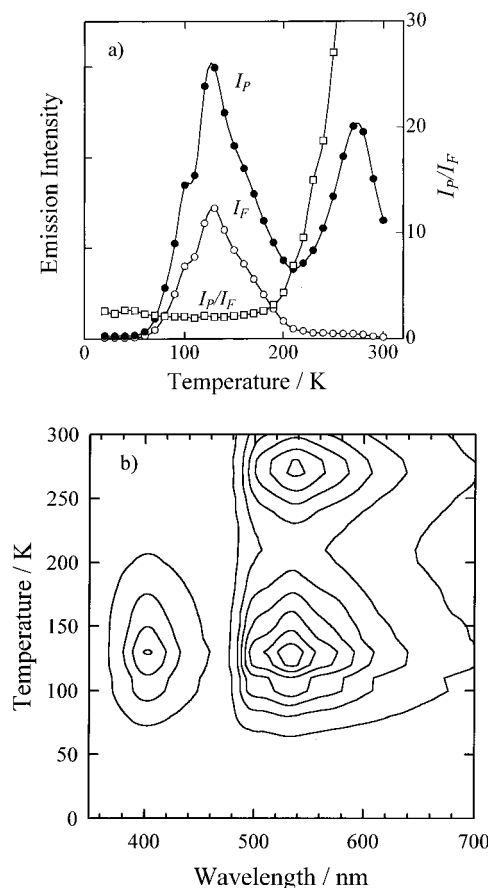 a)
30
20
10
0
Emission Intensity
I_P
I_F
I_P/I_F
I_P/I_F
100
200
300
Temperature / K
b)
300
250
200
150
100
50
0
Temperature / K
400
500
600
700
Wavelength / nm